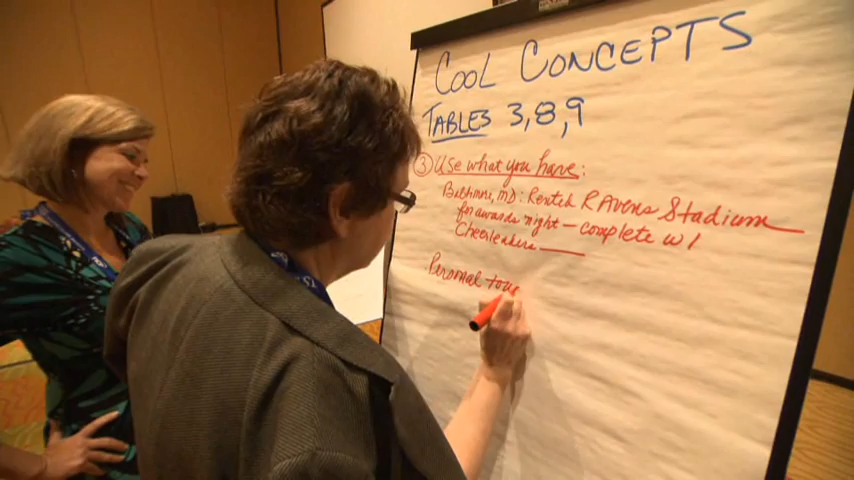 COOL CONCEPTS
TABLES 3,8,9
③ Use what you have:
Baltimore, MD: Rented RAvens Stadium
for awards night — complete w/
Cheerleaders
Personal tour